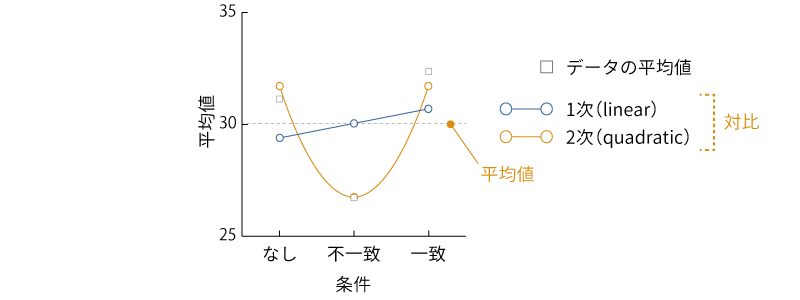 35
30
25
平均値
なし
不一致
一致
条件
データの平均値
1次（linear）
2次（quadratic）
対比
平均値